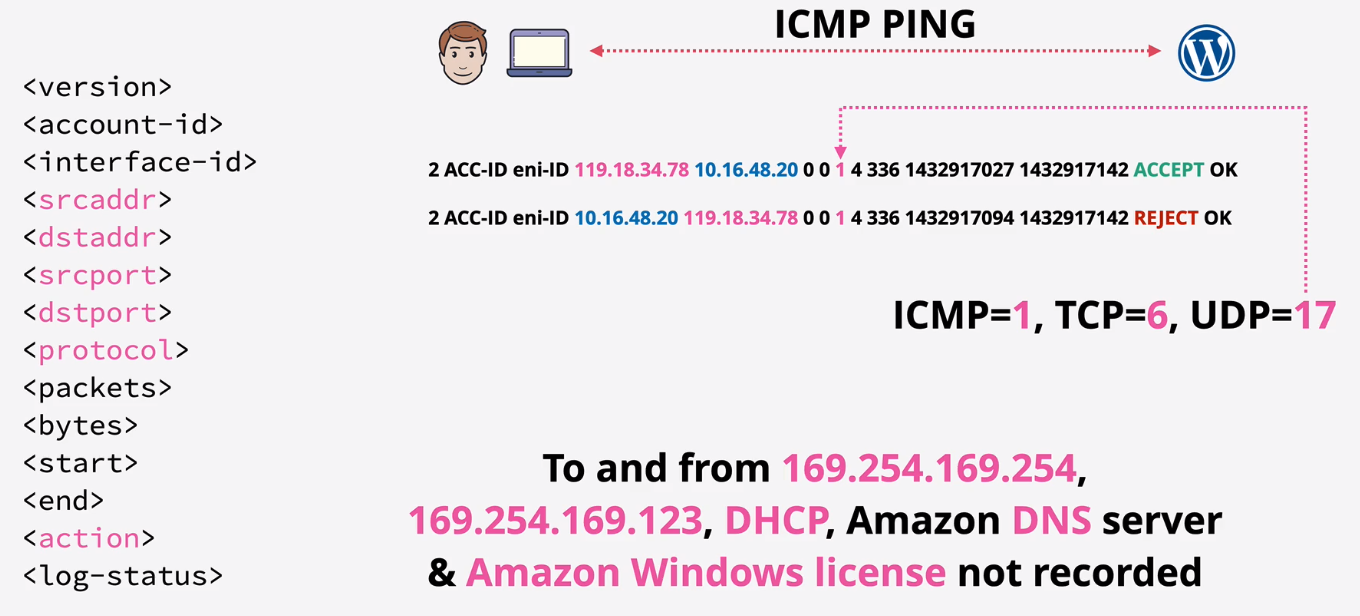 ICMP PING
<version>
<account-id>
<interface-id>
<srcaddr>
<dstaddr>
<srcport>
<dstport>
<protocol>
<packets>
<bytes>
<start>
<end>
<action>
<log-status>
2 ACC-ID eni-ID 119.18.34.78 10.16.48.20 0 0 1 4 336 1432917027 1432917142 ACCEPT OK
2 ACC-ID eni-ID 10.16.48.20 119.18.34.78 0 0 1 4 336 1432917094 1432917142 REJECT OK
ICMP=1, TCP=6, UDP=17
To and from 169.254.169.254,
169.254.169.123, DHCP, Amazon DNS server
& Amazon Windows license not recorded